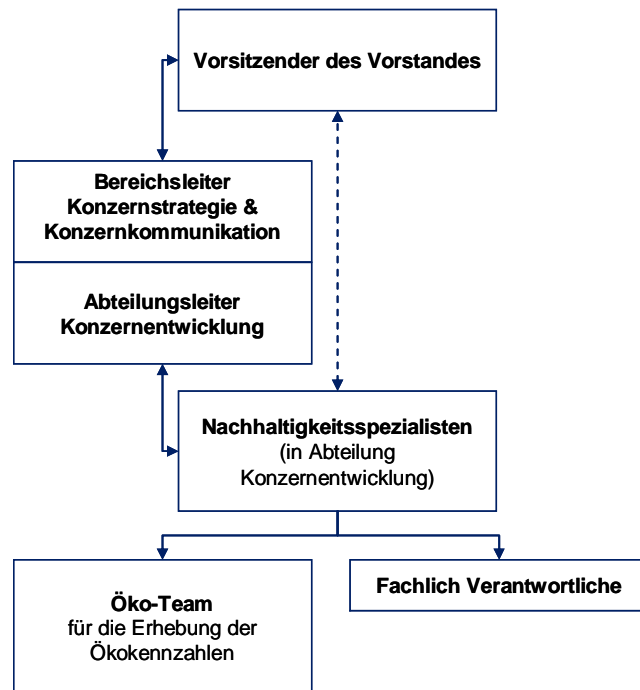 Vorsitzender des Vorstandes
Bereichsleiter
Konzernstrategie &
Konzernkommunikation
Abteilungsleiter
Konzernentwicklung
Nachhaltigkeitsspezialisten
(in Abteilung
Konzernentwicklung)
Öko-Team
für die Erhebung der
Ökokennzahlen
Fachlich Verantwortliche